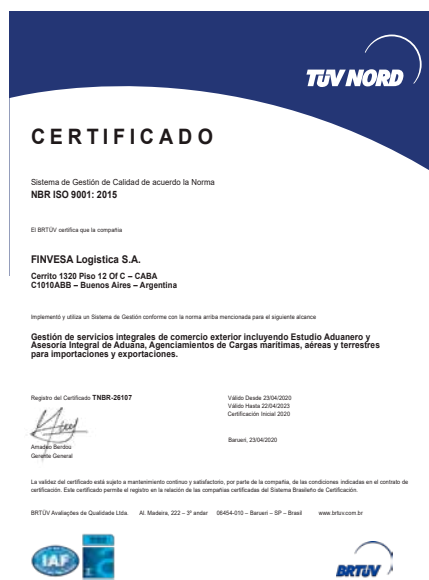 TÜV NORD
CERTIFICADO
Sistema de Gestión de Calidad de acuerdo la Norma
NBR ISO 9001: 2015
El BRTÜV certifica que la compañía
FINVESA Logística S.A.
Cerrito 1320 Piso 12 Of C – CABA
C1010ABB – Buenos Aires – Argentina
Implementó y utiliza un Sistema de Gestión conforme con la norma arriba mencionada para el siguiente alcance
Gestión de servicios integrales de comercio exterior incluyendo Estudio Aduanero y
Asesoría Integral de Aduana, Agenciamientos de Cargas marítimas, aéreas y terrestres
para importaciones y exportaciones.
Registro del Certificado TNBR-26107
Válido Desde 23/04/2020
Válido Hasta 22/04/2023
Certificación Inicial 2020
Barueri, 23/04/2020
Amadeo Berdou
Gerente General
La validez del certificado está sujeto a mantenimiento continuo y satisfactorio, por parte de la compañía, de las condiciones indicadas en el contrato de
certificación. Este certificado permite el registro en la relación de las compañías certificadas del Sistema Brasileño de Certificación.
BRTÜV Avaliações de Qualidade Ltda. Al. Madeira, 222 – 3º andar 06454-010 – Barueri – SP – Brasil www.brtuv.com.br
IAF
BRTÜV